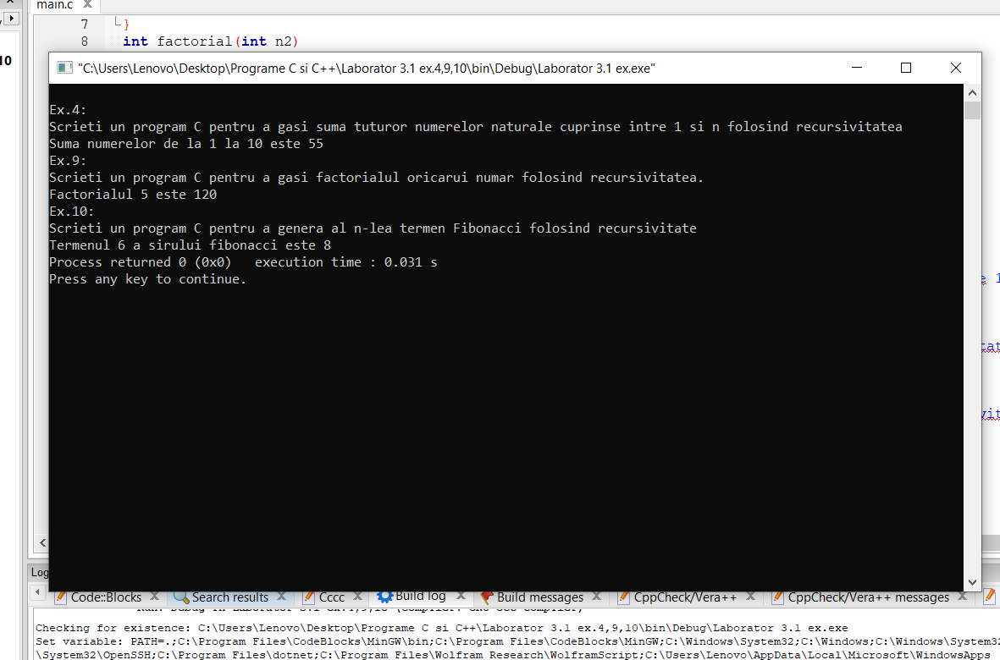 main.c
7 }
8 int factorial(int n2)
10
"C:\Users\Lenovo\Desktop\Programe C si C++\Laborator 3.1 ex.4,9,10\bin\Debug\Laborator 3.1 ex.exe"
Ex.4:
Scrieti un program C pentru a gasi suma tuturor numerelor naturale cuprinse intre 1 si n folosind recursivitatea
Suma numerelor de la 1 la 10 este 55
Ex.9:
Scrieti un program C pentru a gasi factorialul oricarui numar folosind recursivitatea.
Factorialul 5 este 120
Ex.10:
Scrieti un program C pentru a genera al n-lea termen Fibonacci folosind recursivitate
Termenul 6 a sirului fibonacci este 8
Process returned 0 (0x0)   execution time : 0.031 s
Press any key to continue.
e 1
tat
vit
Log
Code::Blocks Search results Cccc Build log Build messages CppCheck/Vera++ CppCheck/Vera++ messages
Checking for existence: C:\Users\Lenovo\Desktop\Programe C si C++\Laborator 3.1 ex.4,9,10\bin\Debug\Laborator 3.1 ex.exe
Set variable: PATH=.;C:\Program Files\CodeBlocks\MinGW\bin;C:\Program Files\CodeBlocks\MinGW;C:\Windows\System32;C:\Windows;C:\Windows\System32
\System32\OpenSSH;C:\Program Files\dotnet;C:\Program Files\Wolfram Research\WolframScript;C:\Users\Lenovo\AppData\Local\Microsoft\WindowsApps